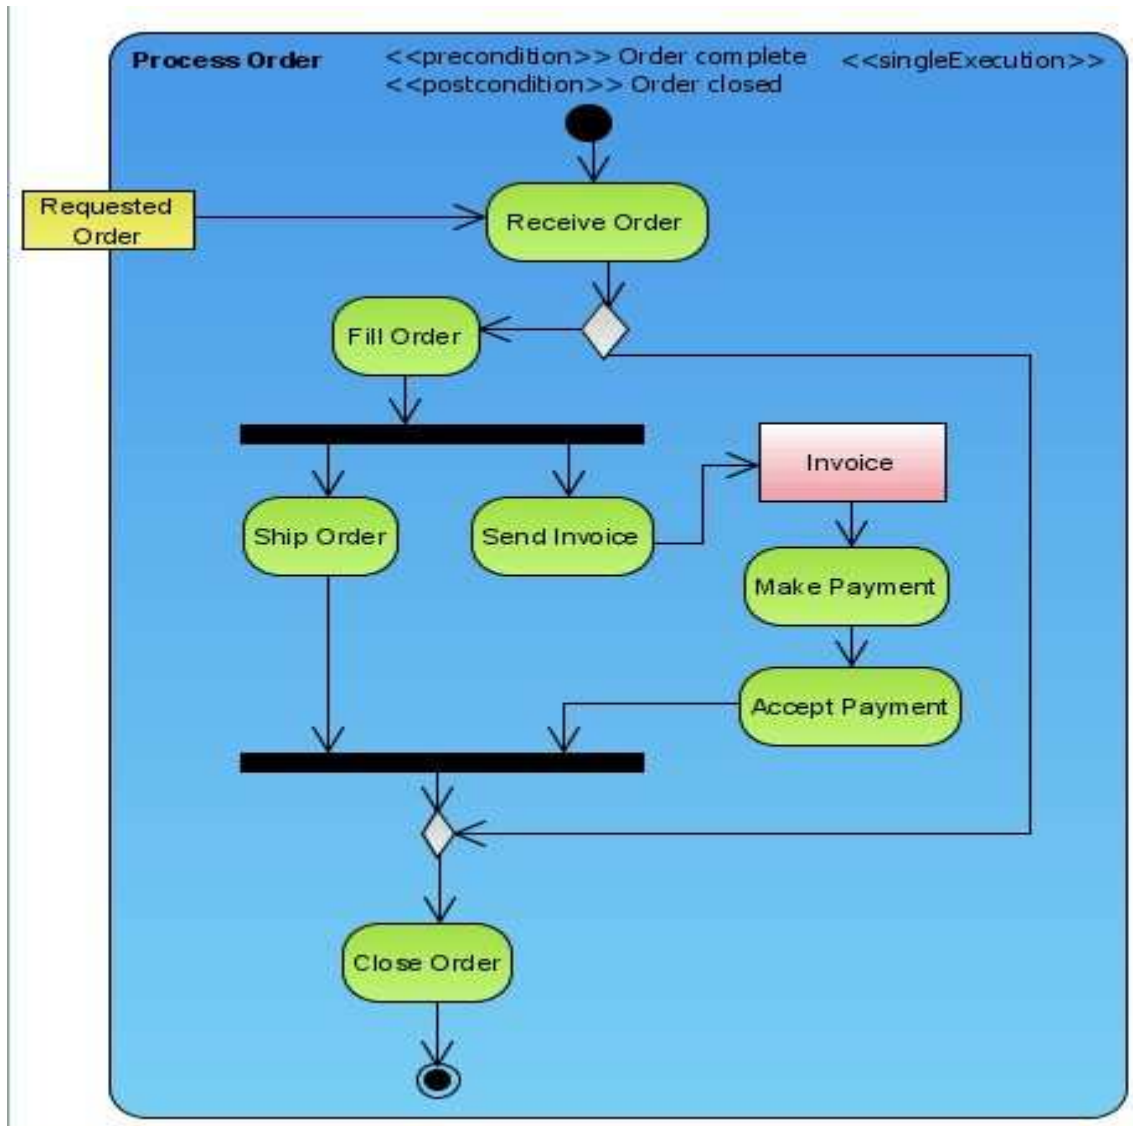 Process Order
<<precondition>> Order complete
<<singleExecution>>
<<postcondition>> Order closed
Requested
Order
Receive Order
Fill Order
Invoice
Ship Order
Send Invoice
Make Payment
Accept Payment
Close Order